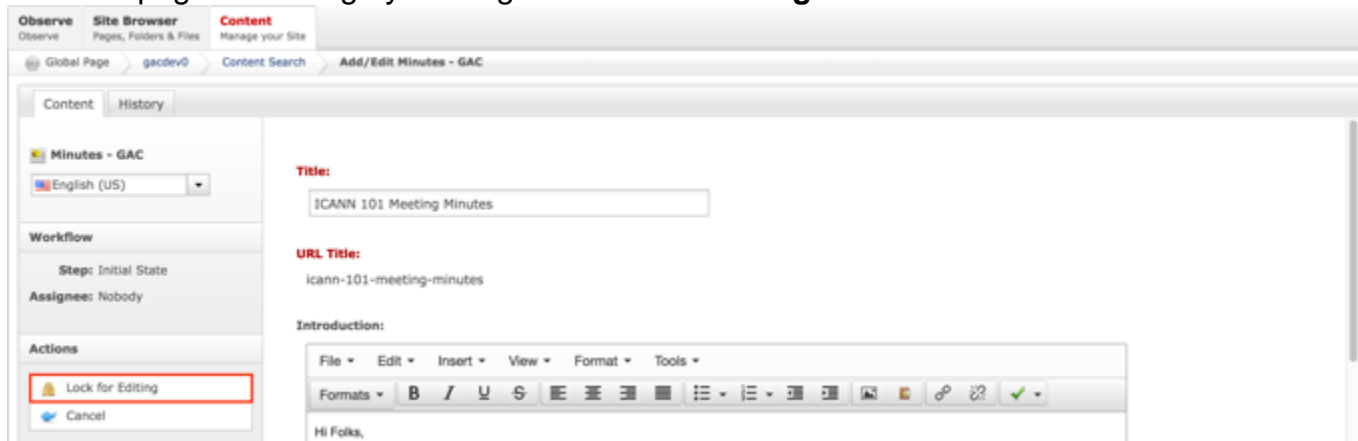 page
Observe Site Browser Content
Observe Pages, Folders & Files Manage your Site
Global Page gacdev0 Content Search Add/Edit Minutes - GAC
Content History
Minutes - GAC
English (US)
Title:
ICANN 101 Meeting Minutes
Workflow
URL Title:
Step: Initial State
icann-101-meeting-minutes
Assignee: Nobody
Introduction:
Actions
File Edit Insert View Format Tools
Lock for Editing
Formats B I U S
Cancel
Hi Folks,